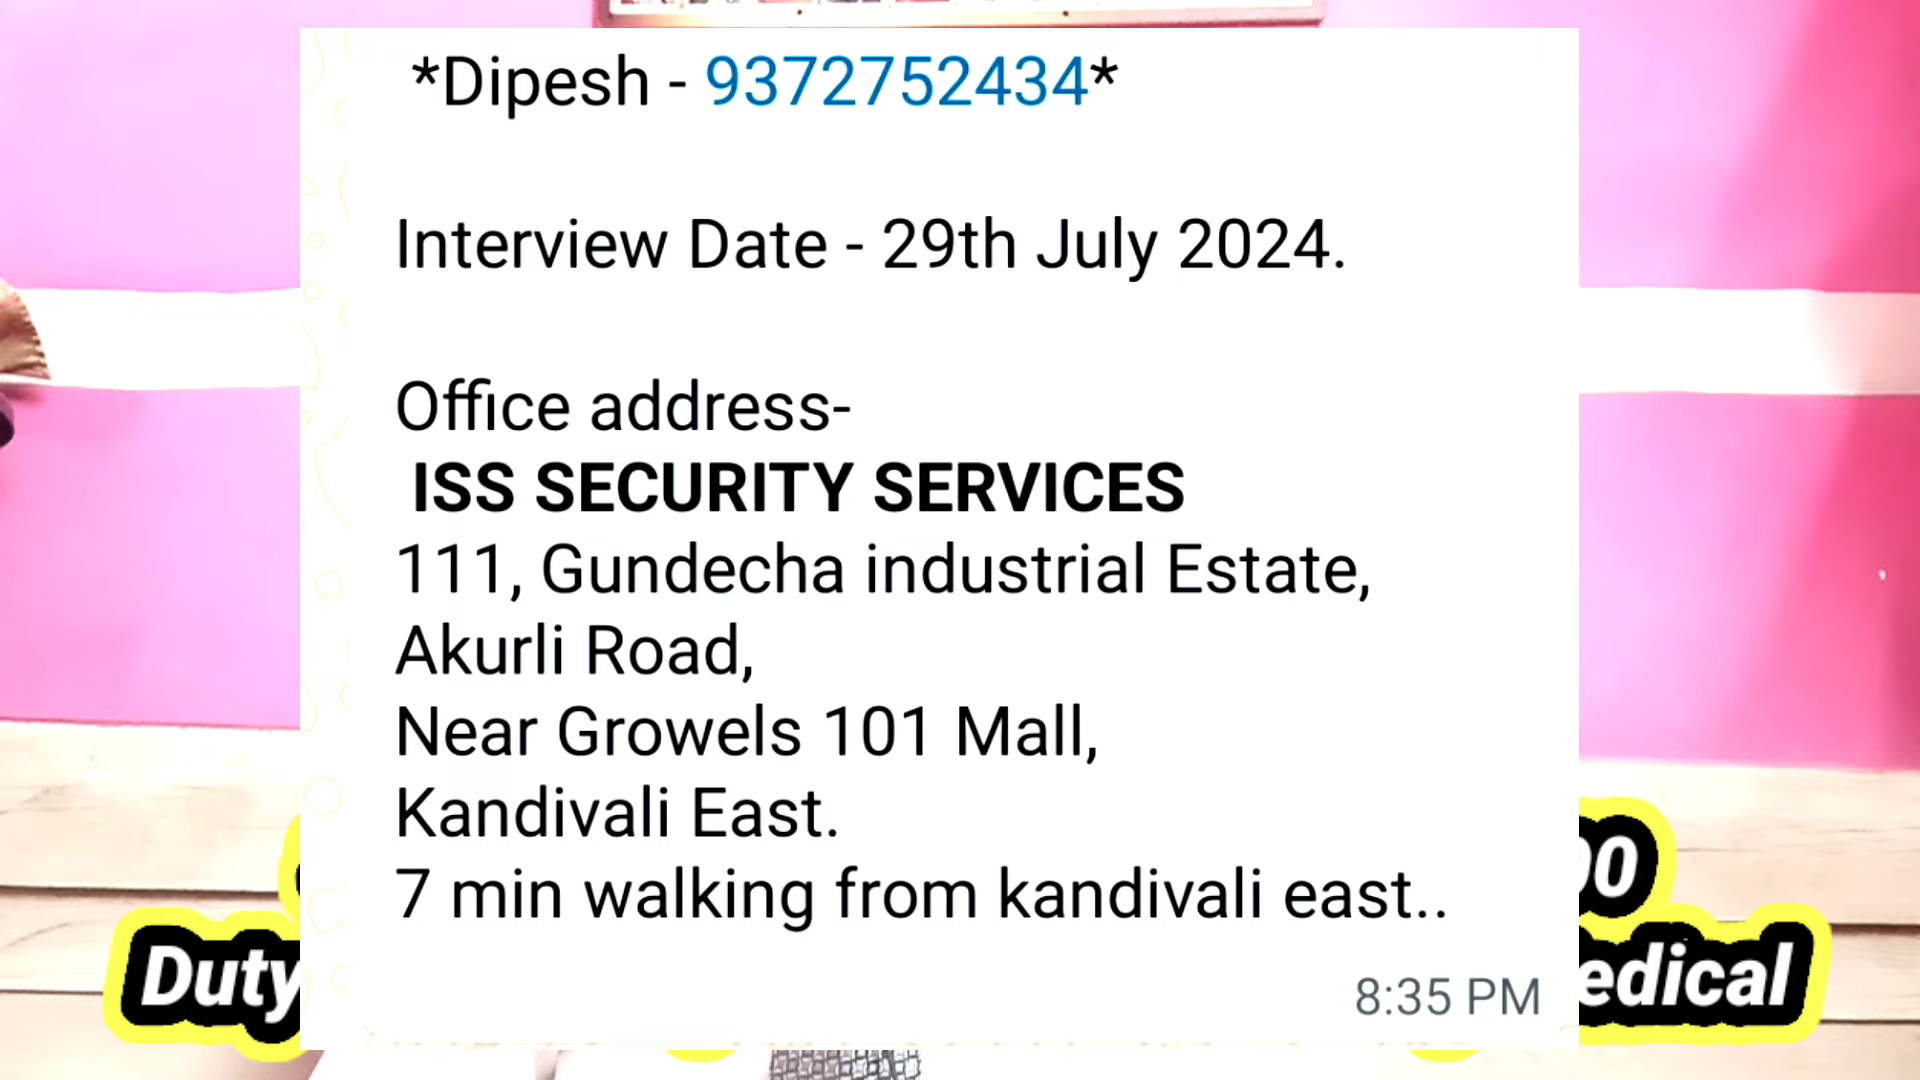 *Dipesh - 9372752434*
Interview Date - 29th July 2024.
Office address-
ISS SECURITY SERVICES
111, Gundecha industrial Estate,
Akurli Road,
Near Growels 101 Mall,
Kandivali East.
7 min walking from kandivali east..
8:35 PM
Duty